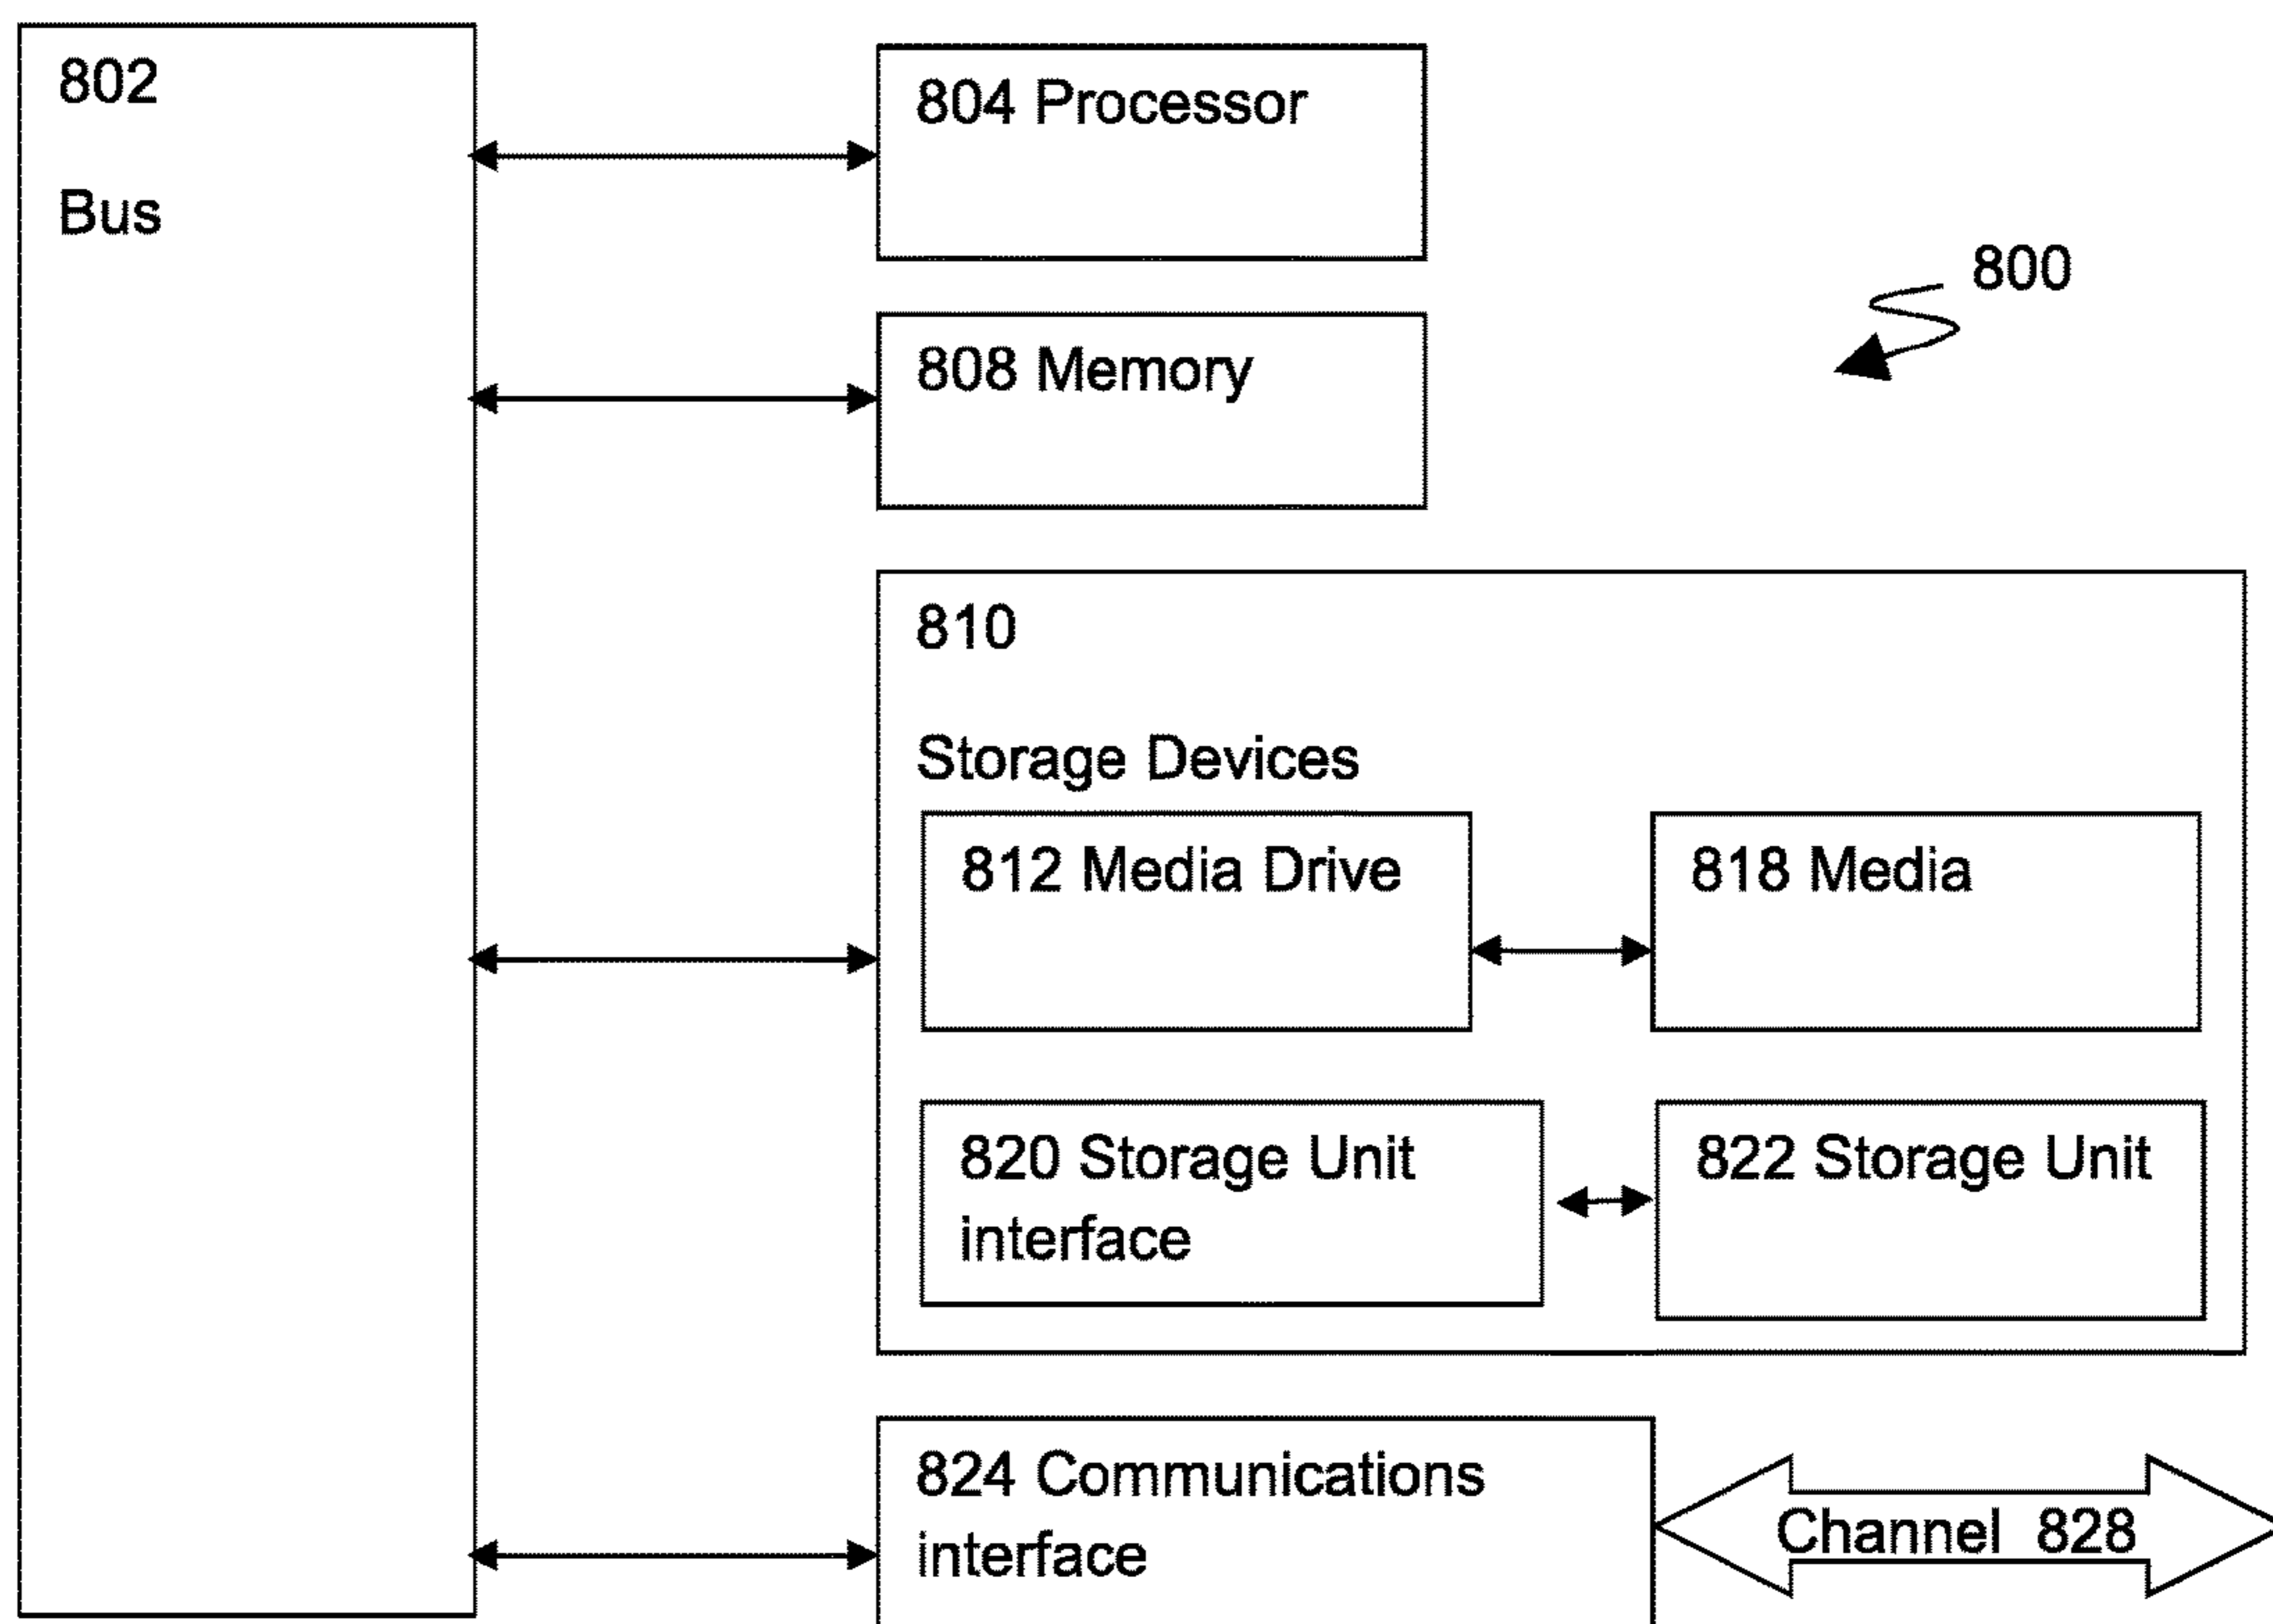 802
Bus
804 Processor
800
808 Memory
810
Storage Devices
812 Media Drive
818 Media
820 Storage Unit
interface
822 Storage Unit
824 Communications
interface
Channel 828